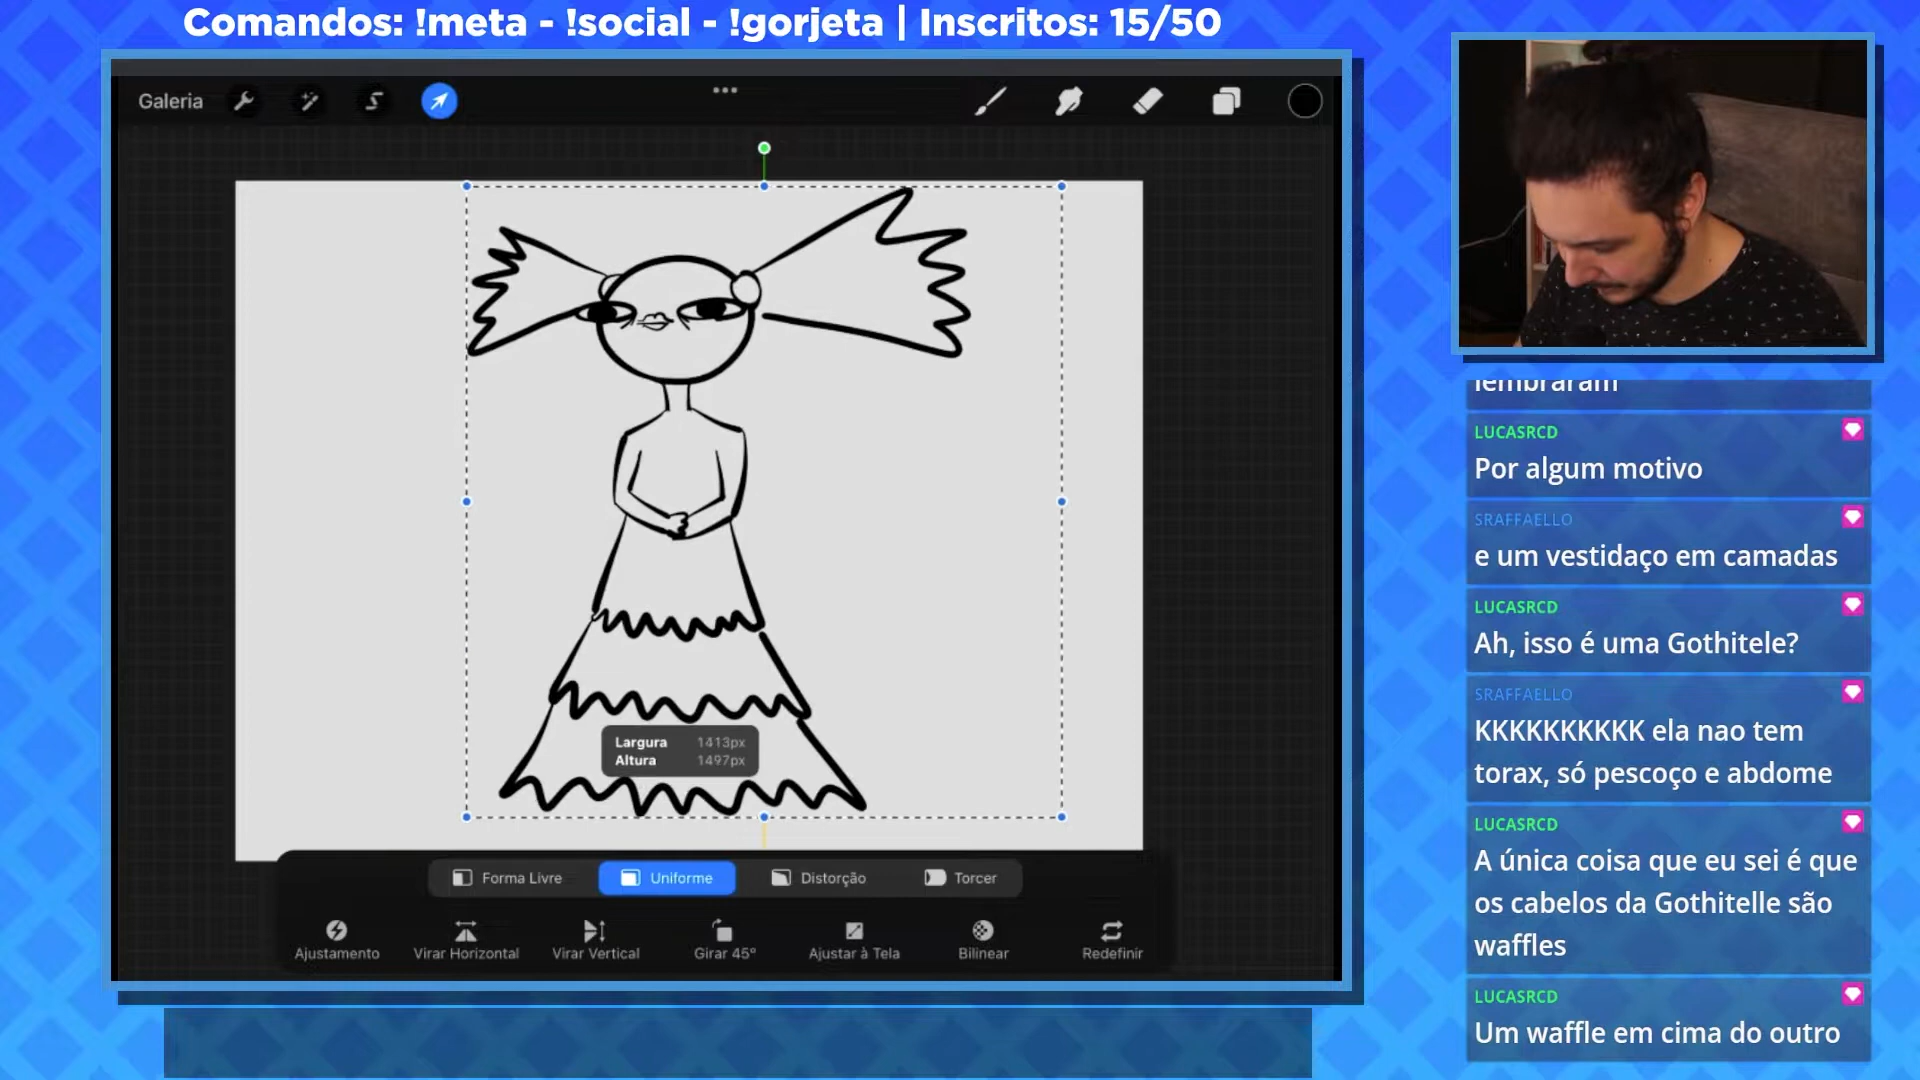 Comandos: !meta - !social - !gorjeta | Inscritos: 15/50
Galeria
Largura 1413px
Altura 1497px
Forma Livre
Uniforme
Distorção
Torcer
Ajustamento
Virar Horizontal
Virar Vertical
Girar 45°
Ajustar à Tela
Bilinear
Redefinir
lembraram
LUCASRCD
Por algum motivo
SRAFFAELLO
e um vestidaço em camadas
LUCASRCD
Ah, isso é uma Gothitele?
SRAFFAELLO
KKKKKKKKKK ela nao tem
torax, só pescoço e abdome
LUCASRCD
A única coisa que eu sei é que
os cabelos da Gothitelle são
waffles
LUCASRCD
Um waffle em cima do outro